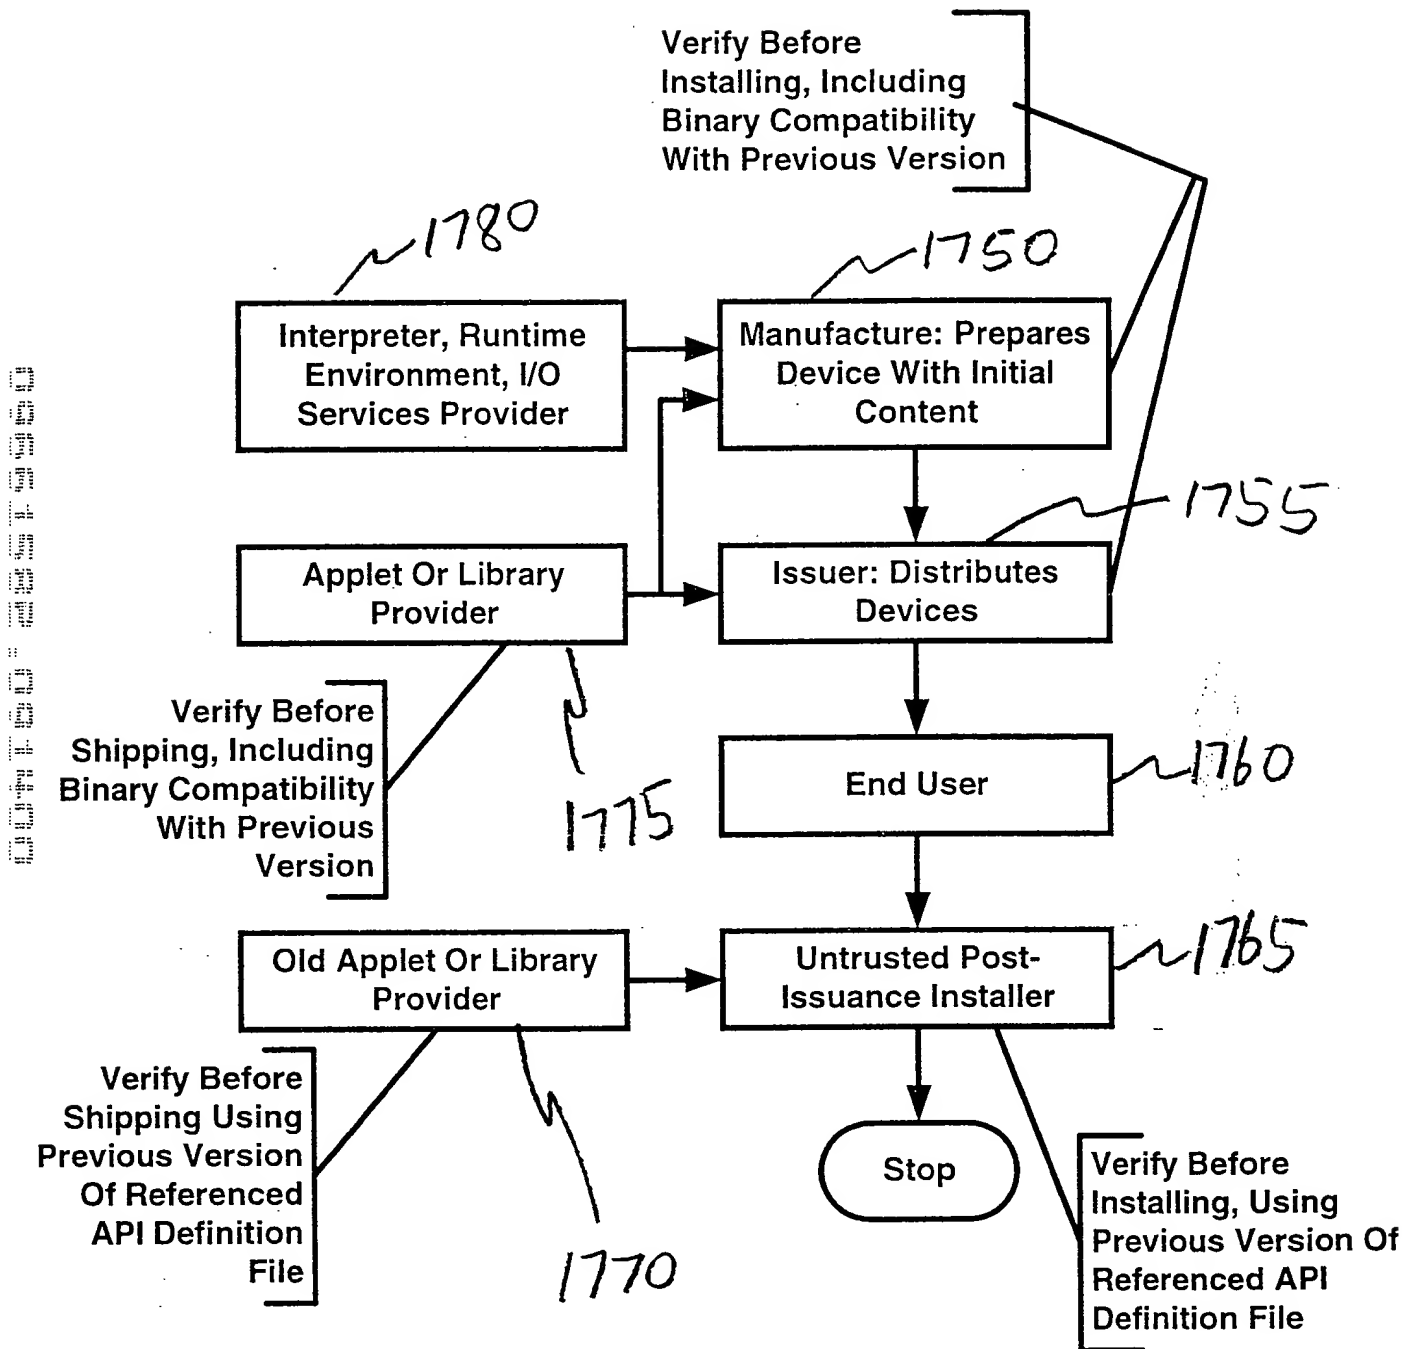 Verify Before
Installing, Including
Binary Compatibility
With Previous Version
1780
1750
Interpreter, Runtime
Environment, I/O
Services Provider
Manufacture: Prepares
Device With Initial
Content
1755
Applet Or Library
Provider
Issuer: Distributes
Devices
Verify Before
Shipping, Including
Binary Compatibility
With Previous
Version
1775
End User
1760
Old Applet Or Library
Provider
Untrusted Post-
Issuance Installer
1765
Verify Before
Shipping Using
Previous Version
Of Referenced
API Definition
File
1770
Stop
Verify Before
Installing, Using
Previous Version Of
Referenced API
Definition File